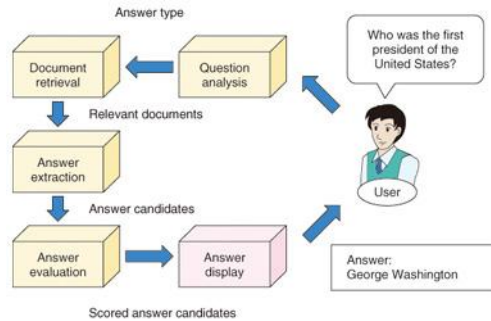 Answer type
Who was the first
president of the
United States?
Document
retrieval
Question
analysis
Relevant documents
Answer
extraction
User
Answer candidates
Answer
evaluation
Answer
display
Answer:
George Washington
Scored answer candidates